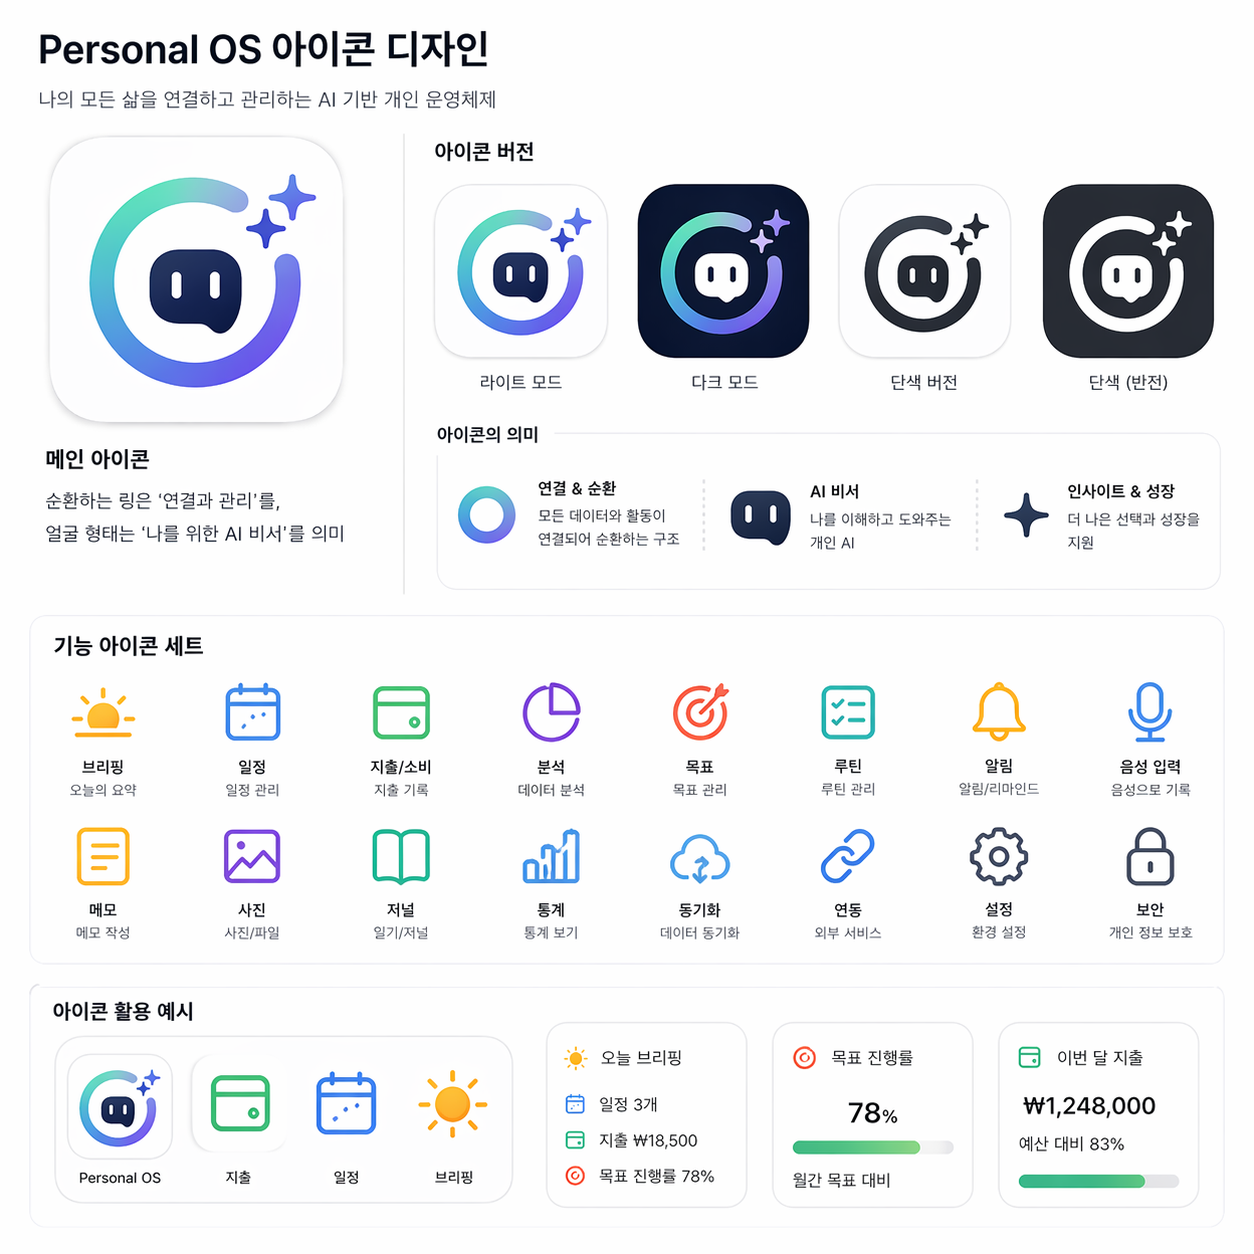 Personal OS 아이콘 디자인
나의 모든 삶을 연결하고 관리하는 AI 기반 개인 운영체제
메인 아이콘
순환하는 링은 ‘연결과 관리’를,
얼굴 형태는 ‘나를 위한 AI 비서’를 의미
아이콘 버전
라이트 모드
다크 모드
단색 버전
단색 (반전)
아이콘의 의미
연결 & 순환
모든 데이터와 활동이
연결되어 순환하는 구조
AI 비서
나를 이해하고 도와주는
개인 AI
인사이트 & 성장
더 나은 선택과 성장을
지원
기능 아이콘 세트
브리핑
오늘의 요약
일정
일정 관리
지출/소비
지출 기록
분석
데이터 분석
목표
목표 관리
루틴
루틴 관리
알림
알림/리마인드
음성 입력
음성으로 기록
메모
메모 작성
사진
사진/파일
저널
일기/저널
통계
통계 보기
동기화
데이터 동기화
연동
외부 서비스
설정
환경 설정
보안
개인 정보 보호
아이콘 활용 예시
Personal OS
지출
일정
브리핑
오늘 브리핑
일정 3개
지출 ₩18,500
목표 진행률 78%
목표 진행률
78%
월간 목표 대비
이번 달 지출
₩1,248,000
예산 대비 83%